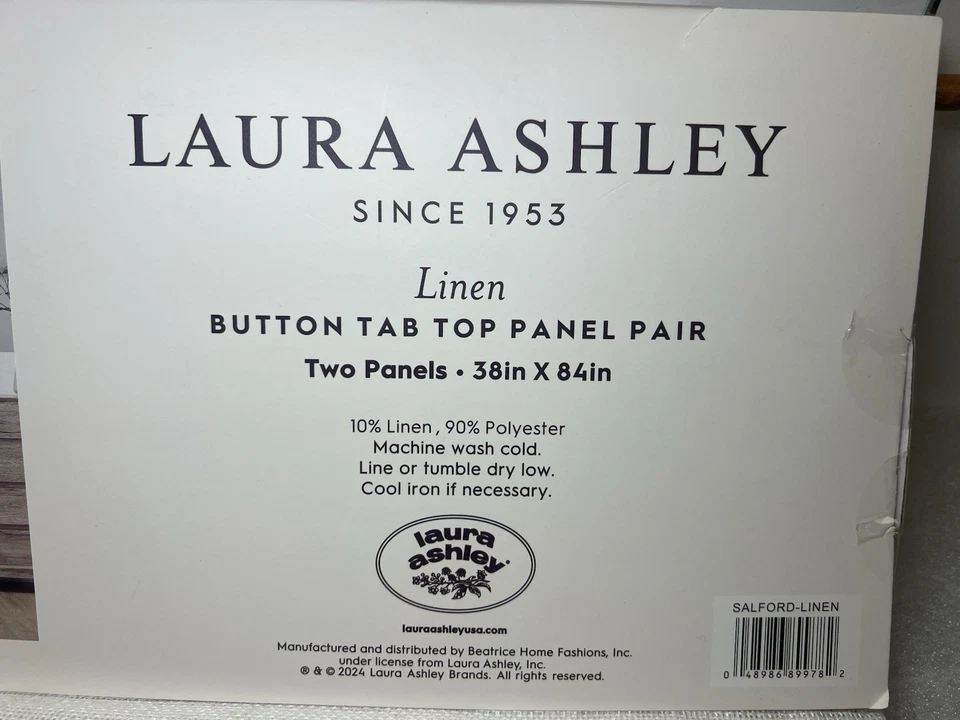 LAURA ASHLEY
SINCE 1953
Linen
BUTTON TAB TOP PANEL PAIR
Two Panels • 38in X 84in
10% Linen, 90% Polyester
Machine wash cold.
Line or tumble dry low.
Cool iron if necessary.
laura
ashley®
lauraashleyusa.com
Manufactured and distributed by Beatrice Home Fashions, Inc.
under license from Laura Ashley, Inc.
® & © 2024 Laura Ashley Brands. All rights reserved.
SALFORD-LINEN
0 48986 89978 2